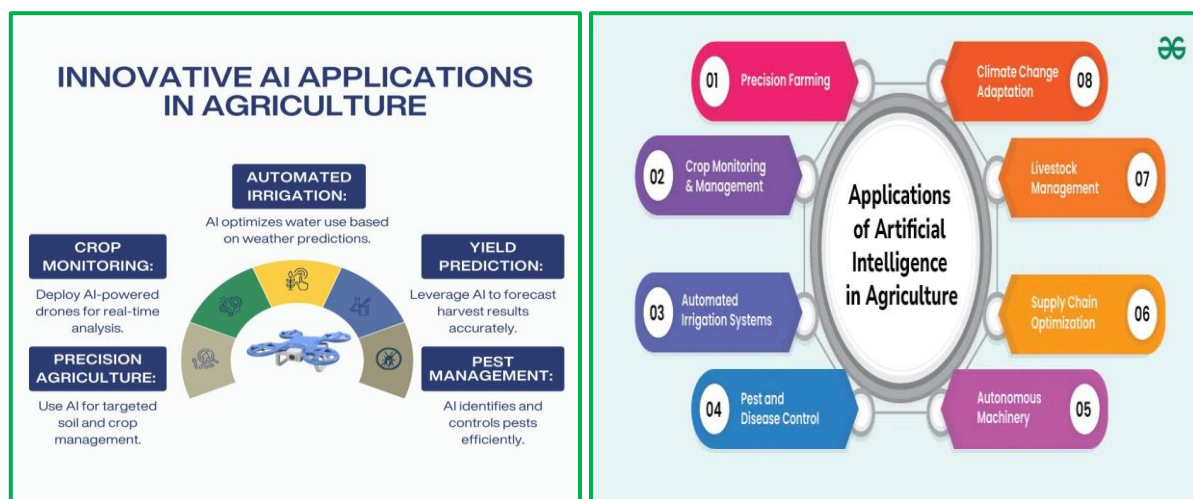 INNOVATIVE AI APPLICATIONS
IN AGRICULTURE
AUTOMATED
IRRIGATION:
AI optimizes water use based
on weather predictions.
CROP
MONITORING:
Deploy AI-powered
drones for real-time
analysis.
YIELD
PREDICTION:
Leverage AI to forecast
harvest results
accurately.
PRECISION
AGRICULTURE:
Use AI for targeted
soil and crop
management.
PEST
MANAGEMENT:
AI identifies and
controls pests
efficiently.
Applications
of Artificial
Intelligence
in Agriculture
01 Precision Farming
02 Crop Monitoring
& Management
03 Automated
Irrigation Systems
04 Pest and
Disease Control
Autonomous 05
Machinery
Supply Chain 06
Optimization
Livestock 07
Management
Climate Change 08
Adaptation